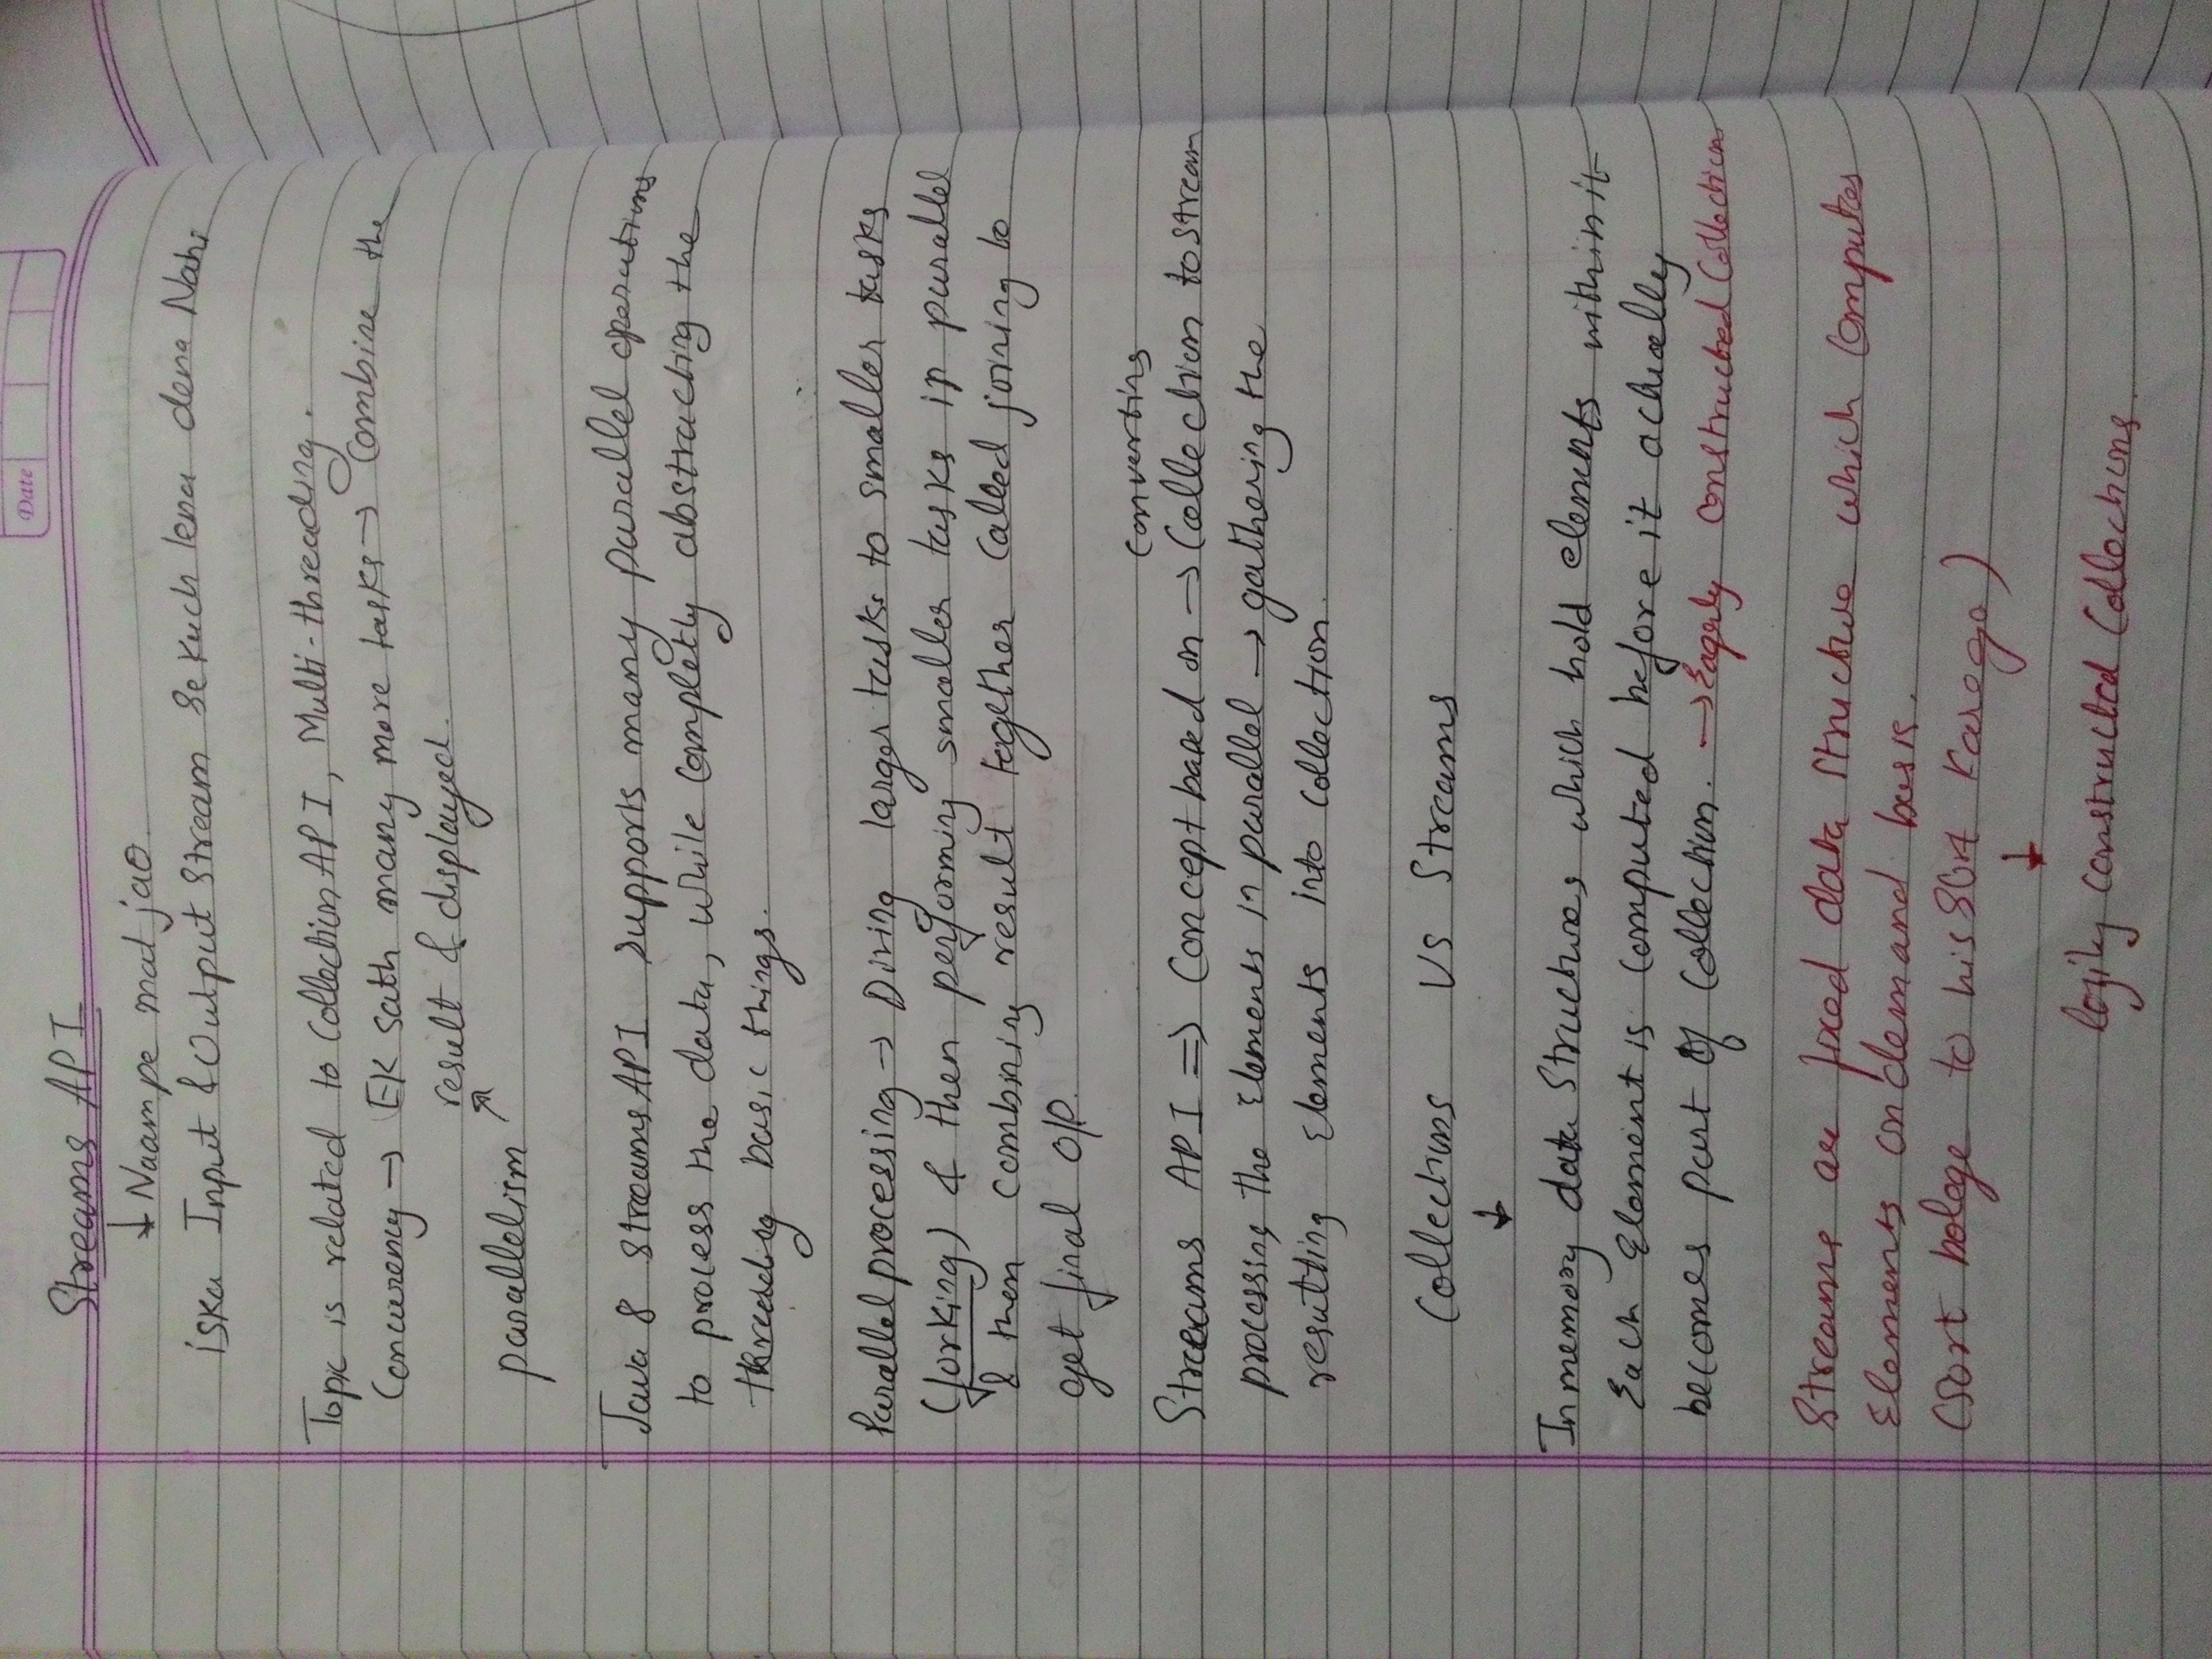 Date
Streams API
↓ Naam pe mat jao.
iska Input & Output Stream Se kuch lena dena Nahi
Topic is related to Collection API, Multi-threading.
Concurency → EK Sath many more tasks → Combine the
result & displayed.
parallelism ↗
Java 8 Streams API supports many parallel operations
to process the data, while completly abstracting the
threading basic things.
Parallel processing → Diving larger tasks to smaller tasks
(forking) & then performing smaller tasks in parallel
& then combining result together called joining to
get final O/P.
converting
Streams API ⇒ Concept based on → Collection to stream
processing the Elements in parallel → gathering the
resulting Elements into Collection.
Collections VS Streams
↓
In memory data Structures which hold elements within it
Each Element is computed before it actually
becomes part of Collection. → Eagerly constructed Collection
Streams are fixed data structure which computes
Elements on demand basis.
(Sort bologe to hi sort Karega)
↓
lazily constructed Collections.